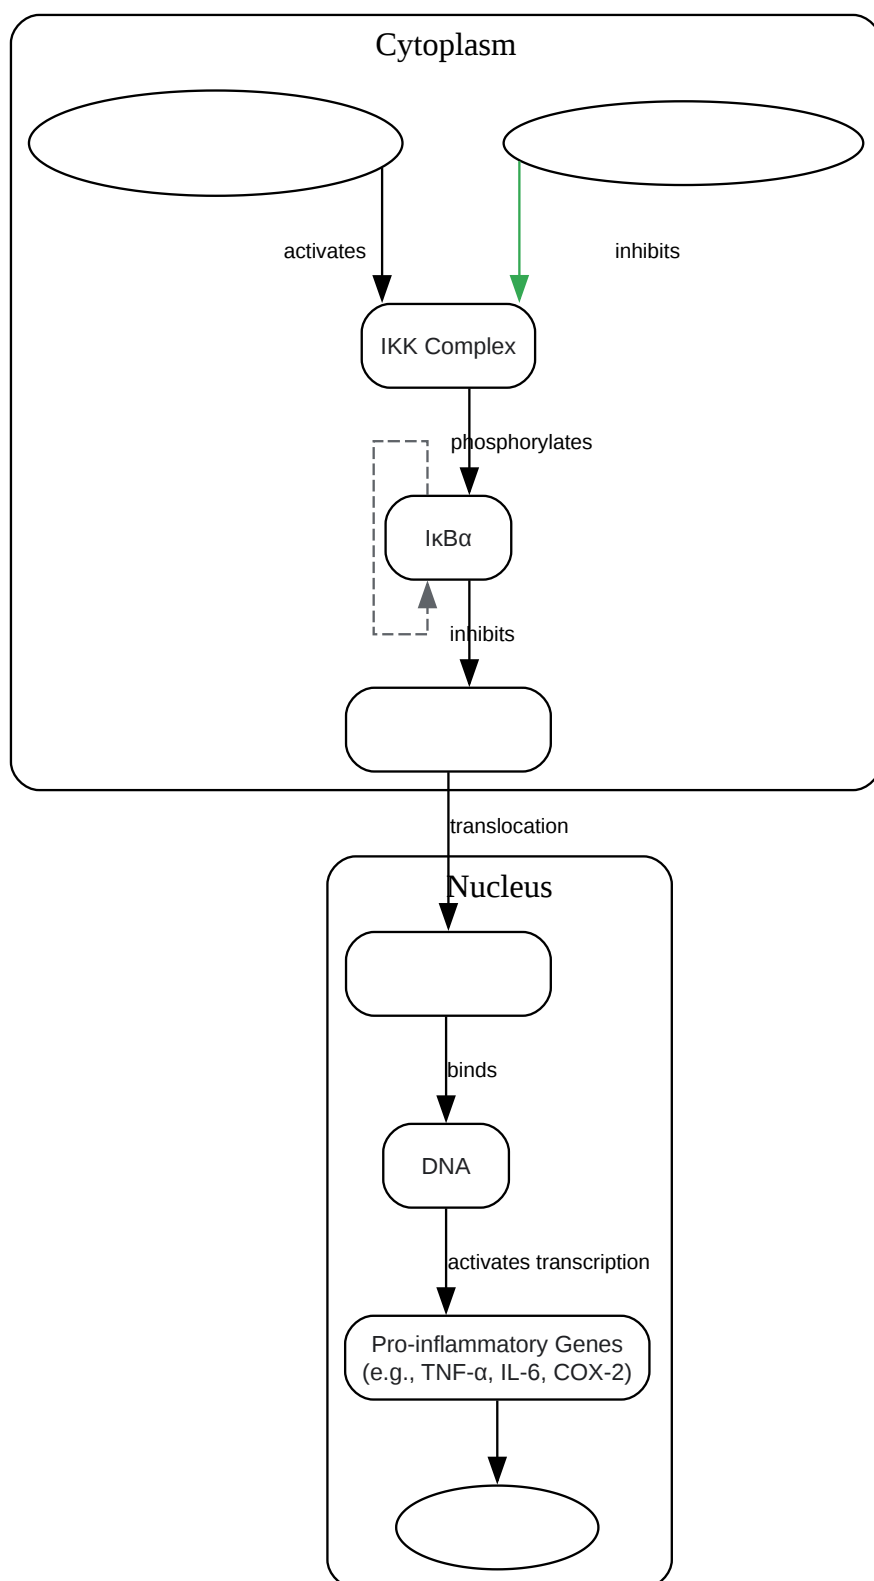 Cytoplasm
activates
inhibits
IKK Complex
phosphorylates
IκBα
inhibits
translocation
Nucleus
binds
DNA
activates transcription
Pro-inflammatory Genes
(e.g., TNF-α, IL-6, COX-2)